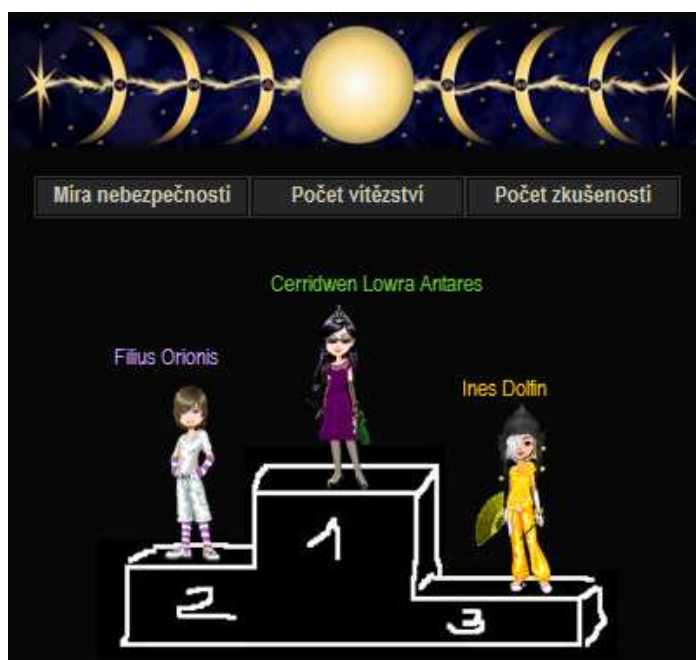 Míra nebezpečnosti Počet vítězství Počet zkušeností
Cerridwen Lowra Antares
Filius Orionis
Ines Dolfin
1
2
3